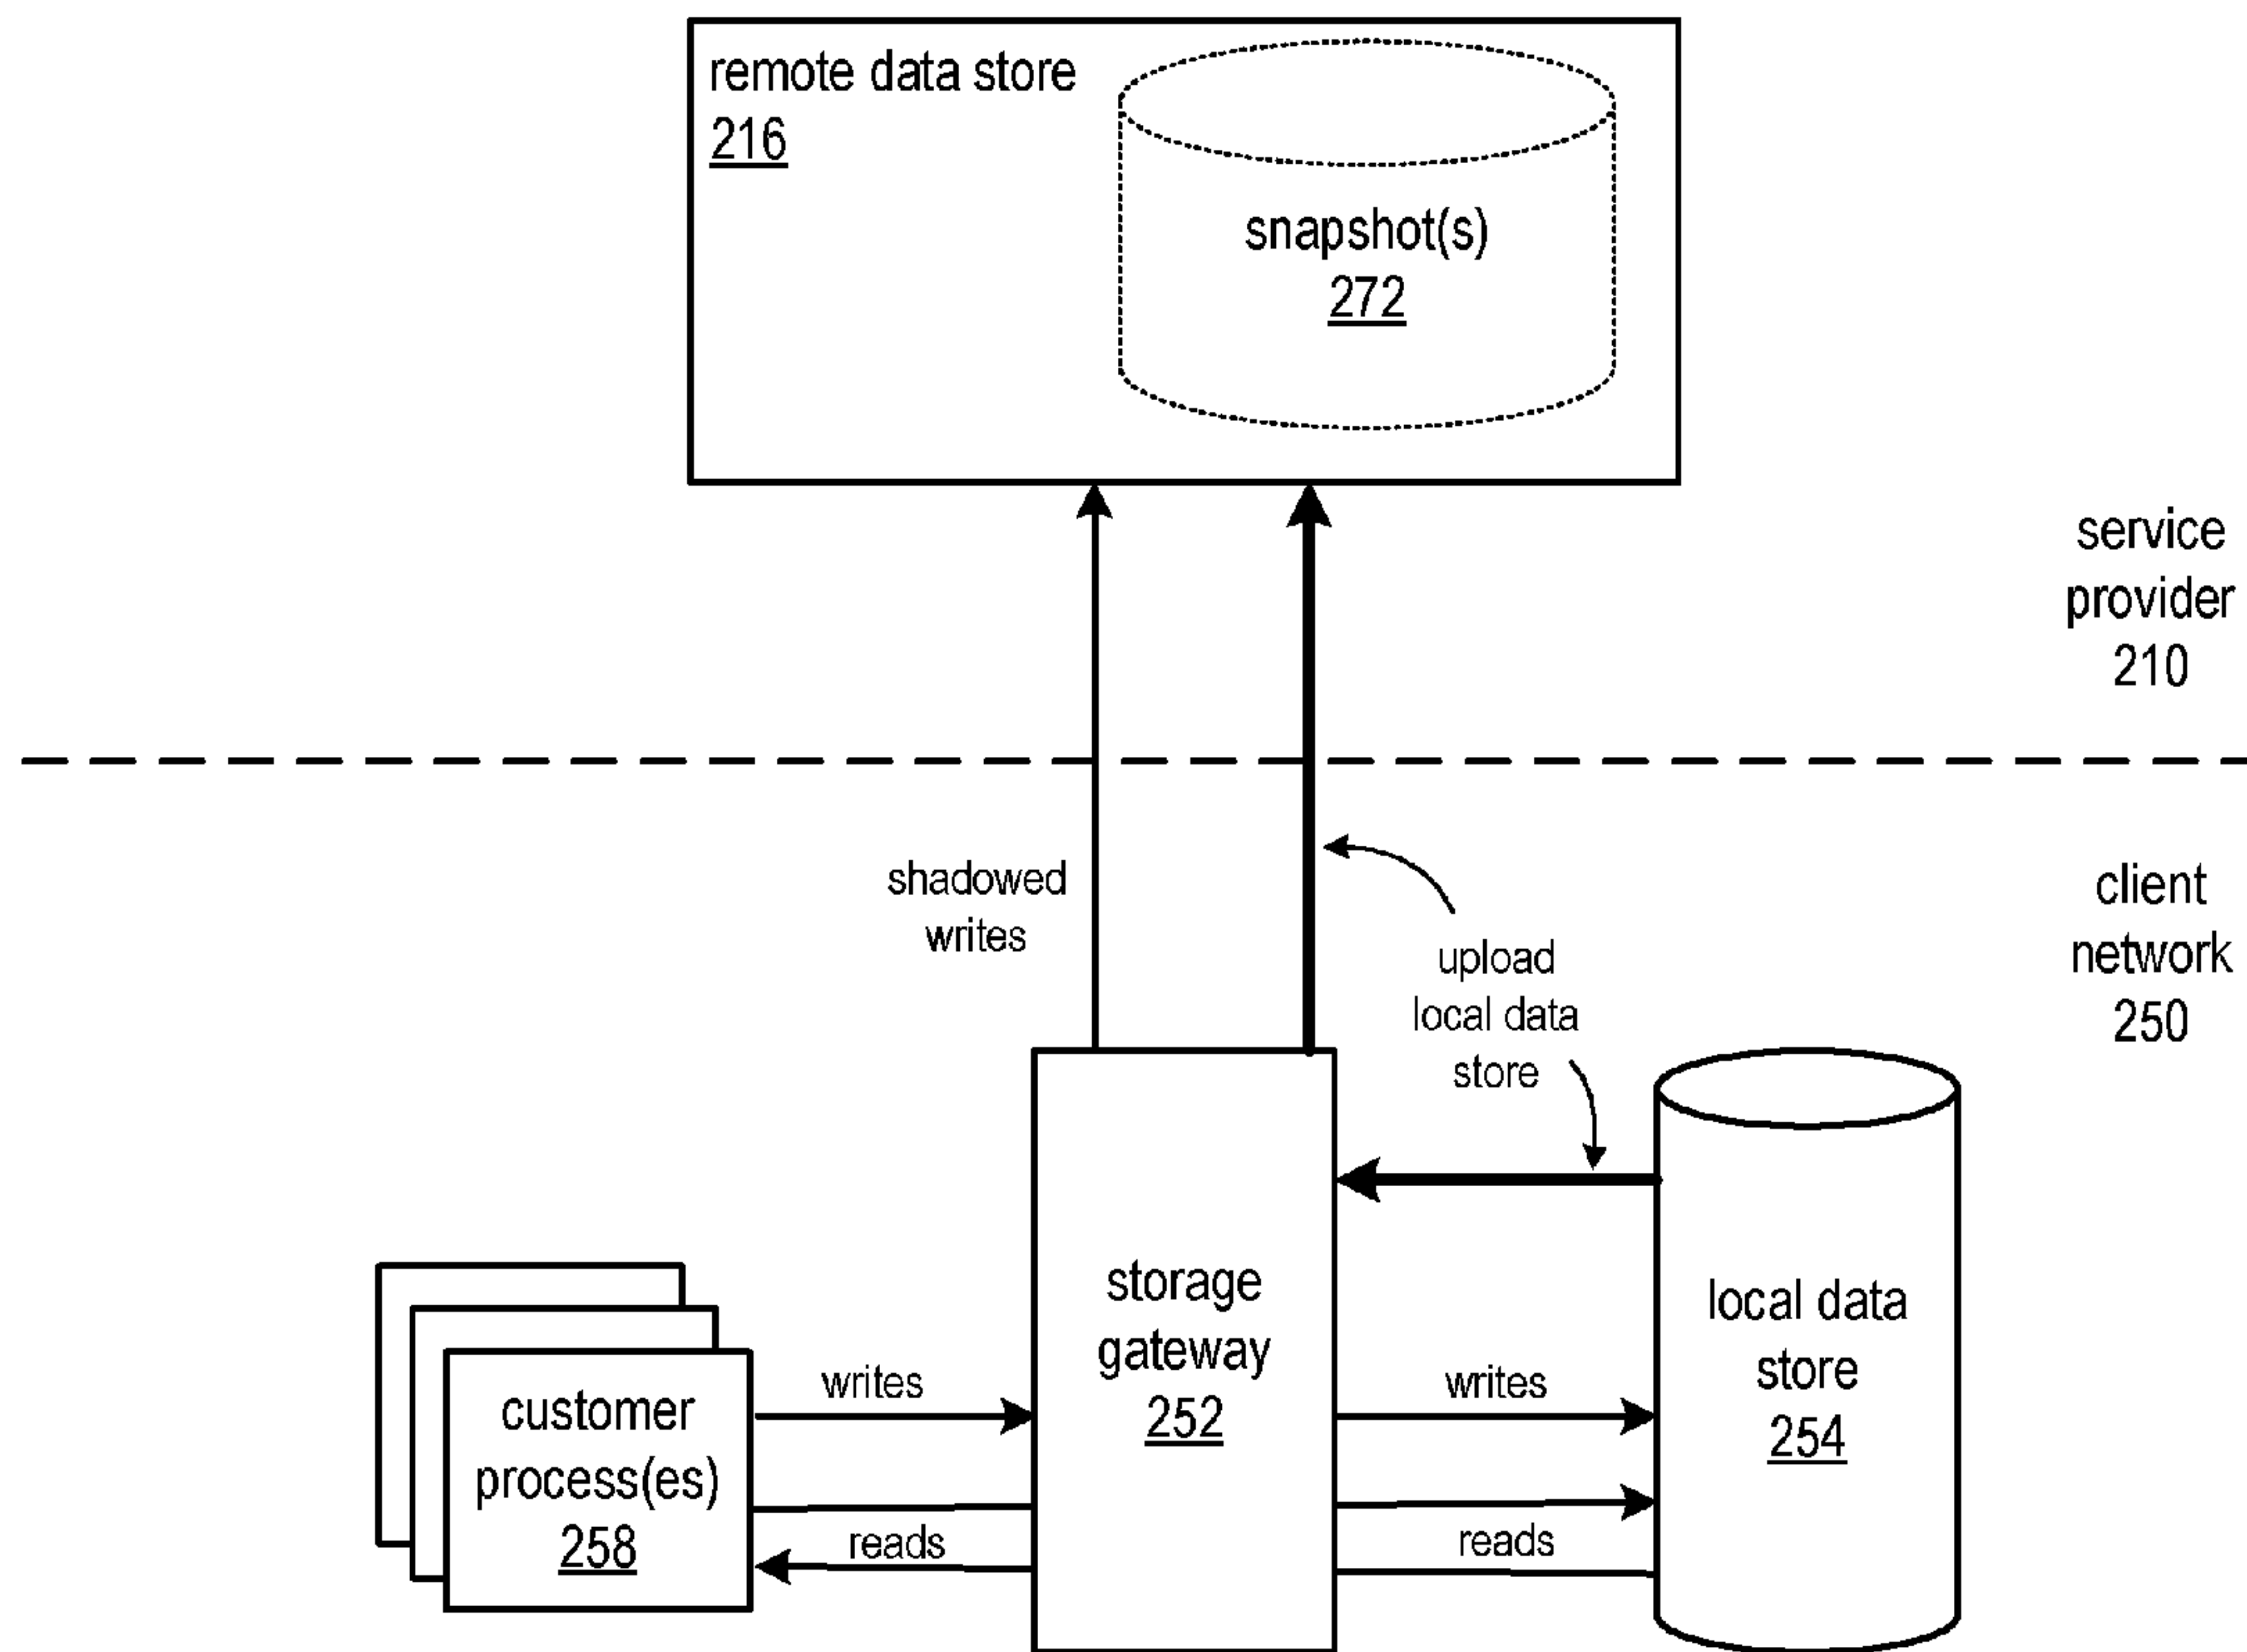 remote data store
216
snapshot(s)
272
service
provider
210
shadowed
writes
upload
local data
store
client
network
250
storage
gateway
252
local data
store
254
customer
process(es)
258
writes
reads
writes
reads